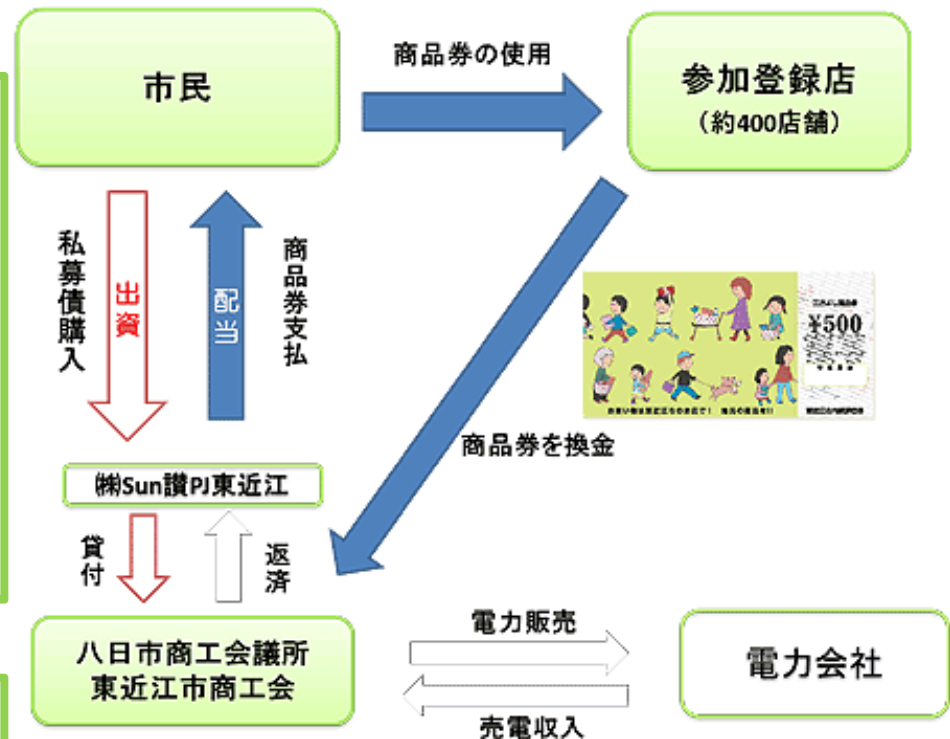 市民
商品券の使用
参加登録店
（約400店舗）
私募債購入
出資
配当
商品券支払
¥500
商品券を換金
㈱Sun讃PJ東近江
貸付
返済
八日市商工会議所
東近江市商工会
電力販売
売電収入
電力会社